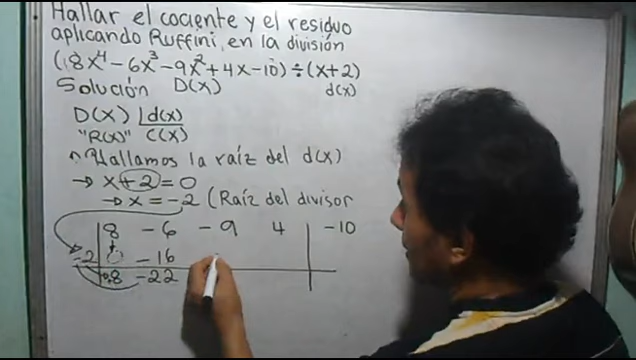 Hallar el cociente y el residuo
aplicando Ruffini, en la división
(8x⁴ - 6x³ - 9x² + 4x - 10) ÷ (x+2)
Solución D(x) d(x)
D(x) d(x)
"R(x)" C(x)
Hallamos la raíz del d(x)
→ x+2=0
→ x = -2 (Raíz del divisor
8 -6 -9 4 -10
-2 -16
8 -22